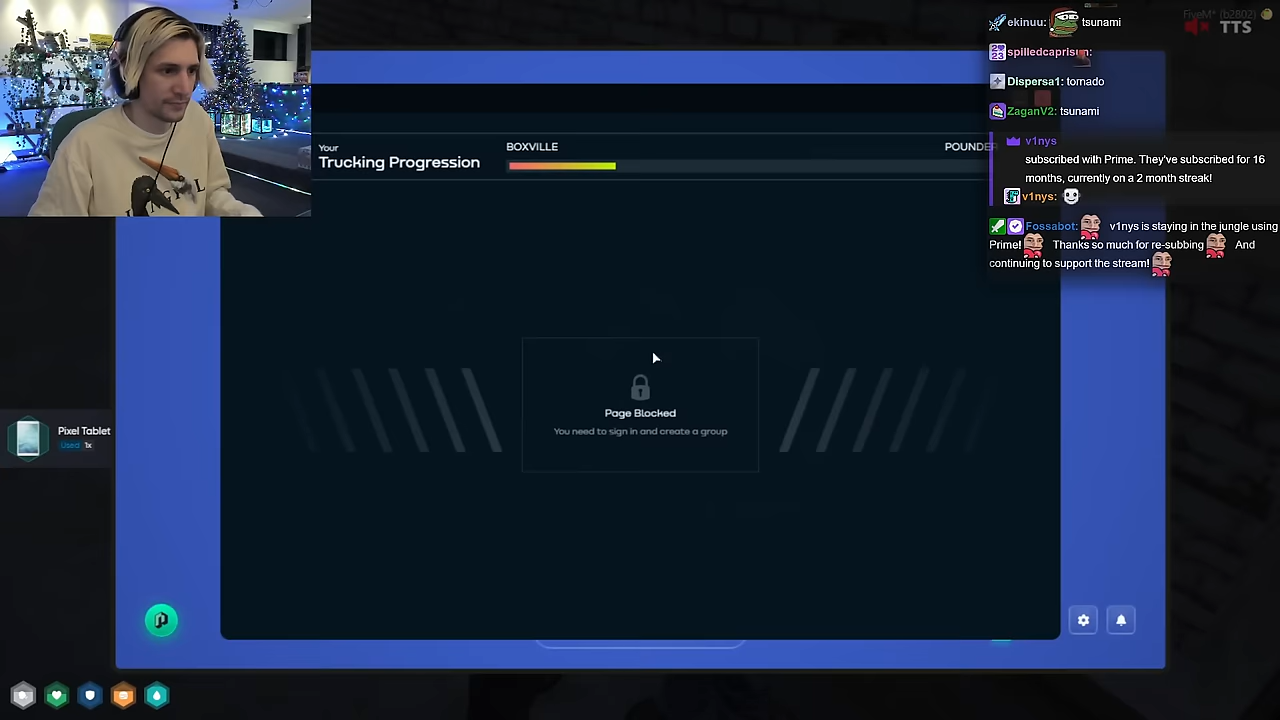 FiveM* (b2802)
TTS
ekinuu: tsunami
spilledcaprisun:
Dispersa1: tornado
ZaganV2: tsunami
v1nys
subscribed with Prime. They've subscribed for 16
months, currently on a 2 month streak!
v1nys:
Fossabot: v1nys is staying in the jungle using
Prime! Thanks so much for re-subbing And
continuing to support the stream!
Your
Trucking Progression
BOXVILLE
POUNDER
Page Blocked
You need to sign in and create a group
Pixel Tablet
Used 1x